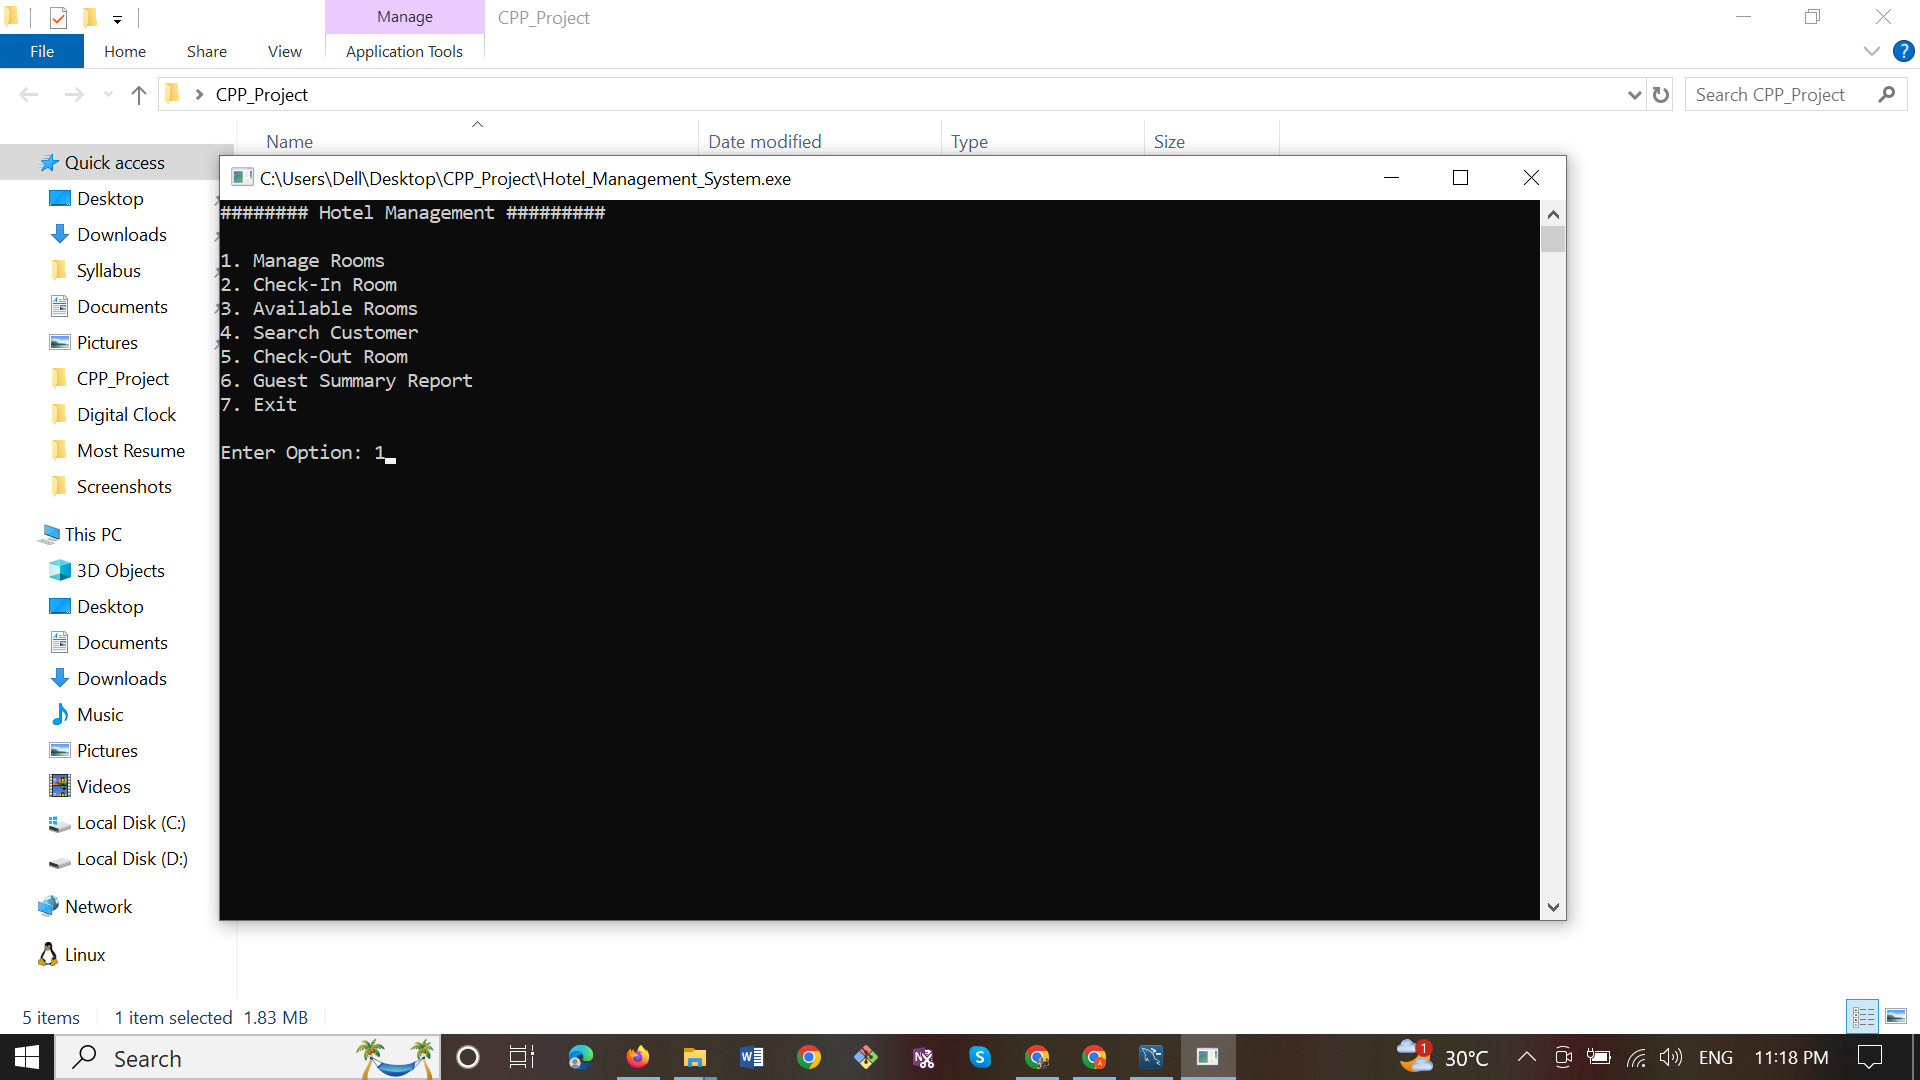 Manage
CPP_Project
File
Home
Share
View
Application Tools
?
CPP_Project
Search CPP_Project
Name
Date modified
Type
Size
Quick access
Desktop
Downloads
Syllabus
Documents
Pictures
CPP_Project
Digital Clock
Most Resume
Screenshots
This PC
3D Objects
Desktop
Documents
Downloads
Music
Pictures
Videos
Local Disk (C:)
Local Disk (D:)
Network
Linux
C:\Users\Dell\Desktop\CPP_Project\Hotel_Management_System.exe
######## Hotel Management #########
1. Manage Rooms
2. Check-In Room
3. Available Rooms
4. Search Customer
5. Check-Out Room
6. Guest Summary Report
7. Exit
Enter Option: 1
5 items
1 item selected 1.83 MB
Search
1
30°C
ENG
11:18 PM